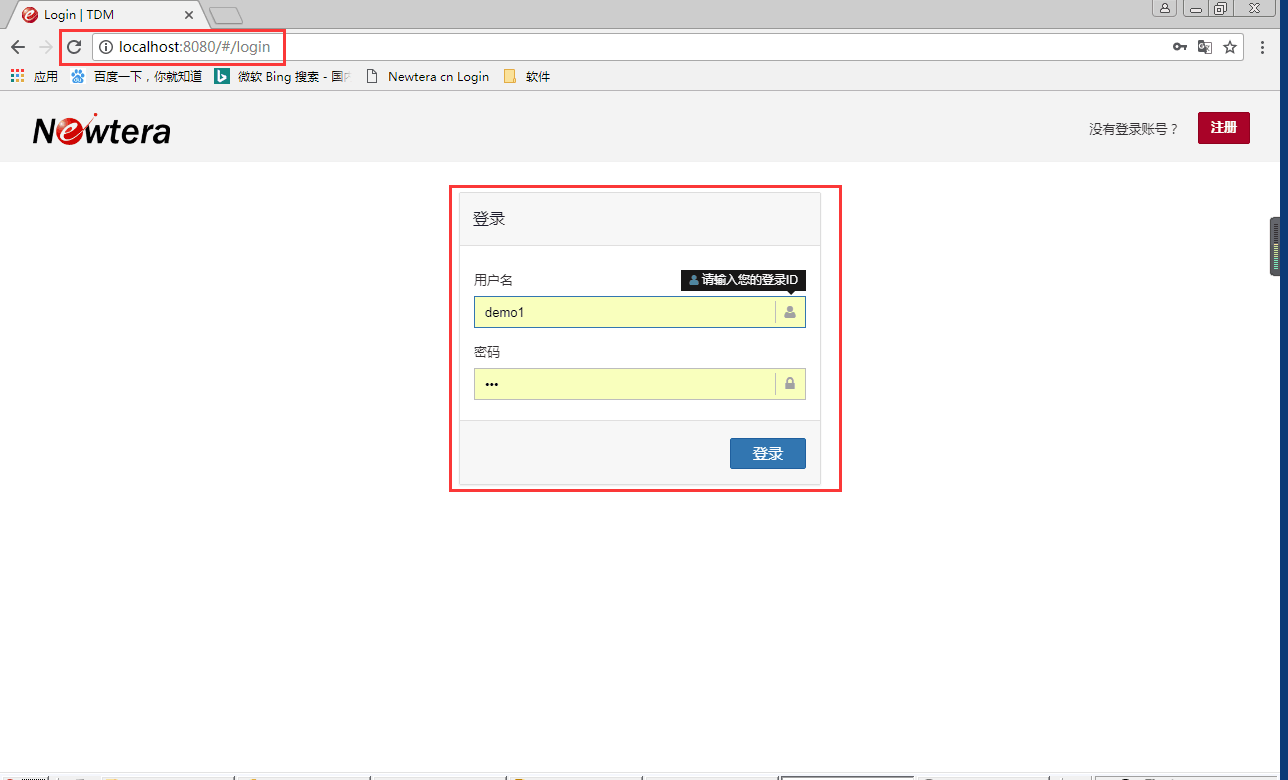 Login | TDM
localhost:8080/#/login
应用 百度一下，你就知道 微软 Bing 搜索 - 国 Newtera cn Login 软件
Newtera
没有登录账号？ 注册
登录
用户名 请输入您的登录ID
demo1
密码
•••
登录